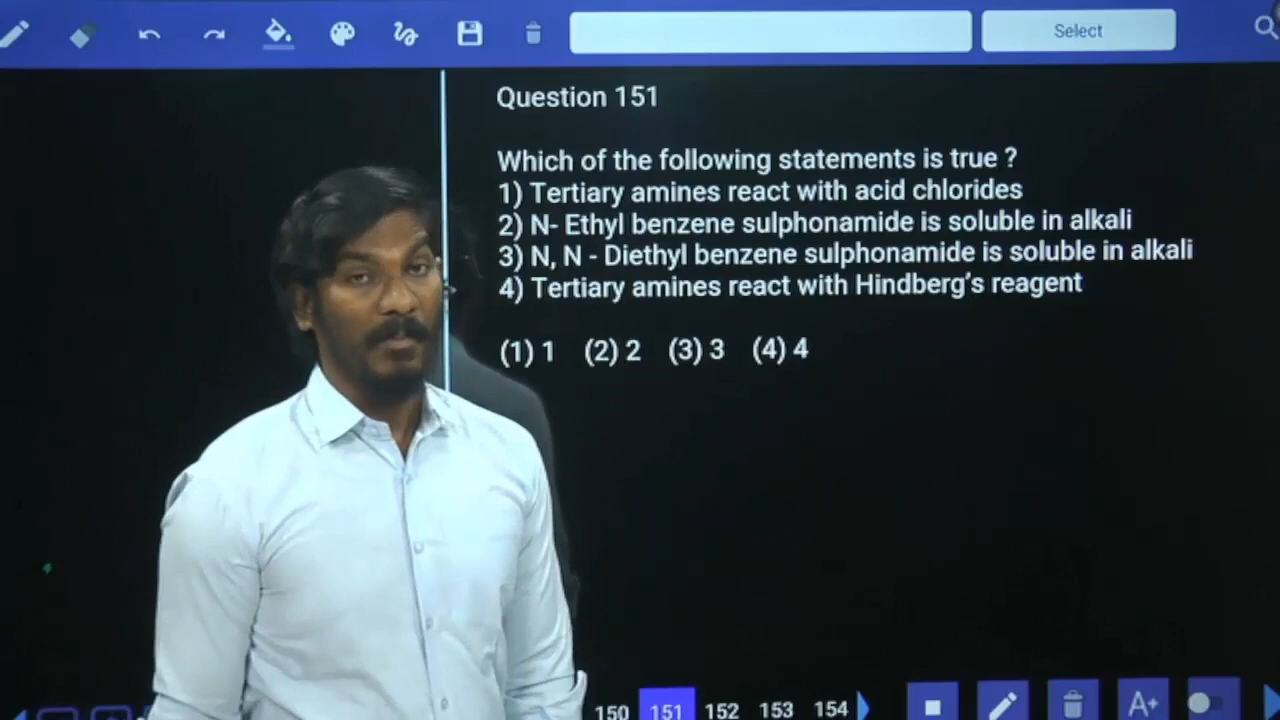 Select
Question 151
Which of the following statements is true ?
1) Tertiary amines react with acid chlorides
2) N- Ethyl benzene sulphonamide is soluble in alkali
3) N, N - Diethyl benzene sulphonamide is soluble in alkali
4) Tertiary amines react with Hindberg's reagent
(1) 1 (2) 2 (3) 3 (4) 4
150 151 152 153 154 A+